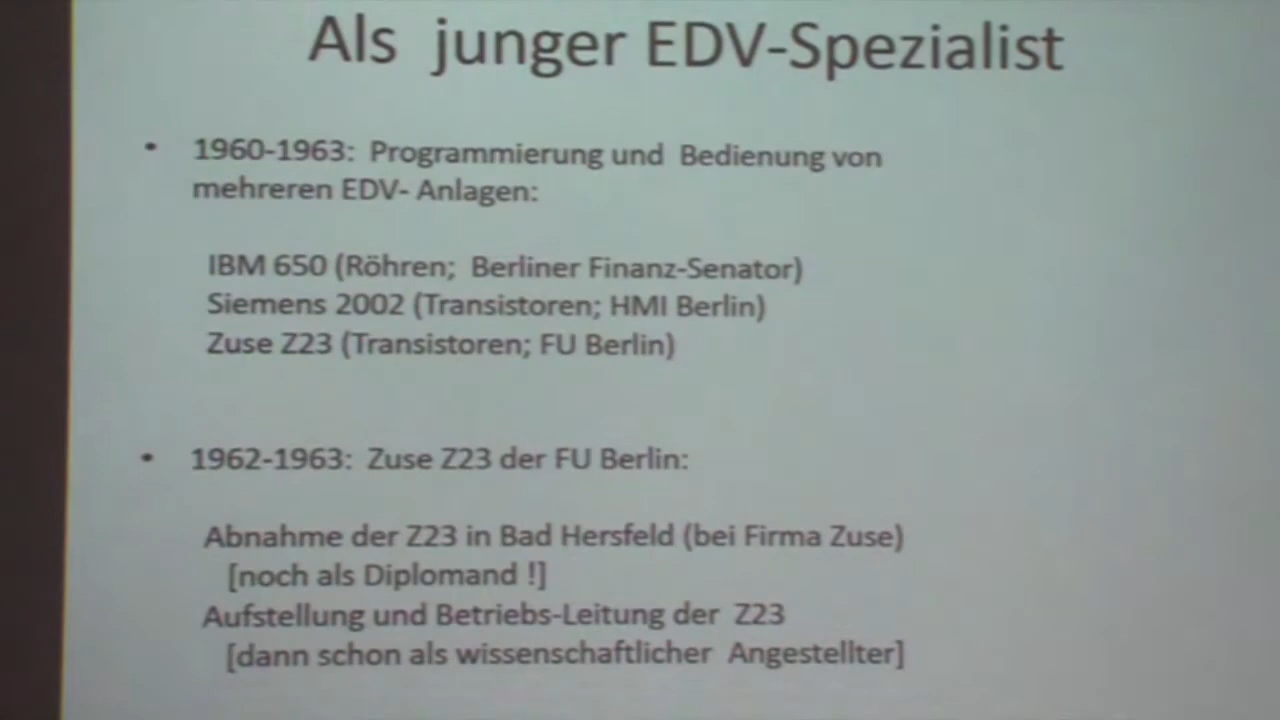 Als junger EDV-Spezialist
• 1960-1963: Programmierung und Bedienung von
mehreren EDV- Anlagen:
IBM 650 (Röhren; Berliner Finanz-Senator)
Siemens 2002 (Transistoren; HMI Berlin)
Zuse Z23 (Transistoren; FU Berlin)
• 1962-1963: Zuse Z23 der FU Berlin:
Abnahme der Z23 in Bad Hersfeld (bei Firma Zuse)
[noch als Diplomand !]
Aufstellung und Betriebs-Leitung der Z23
[dann schon als wissenschaftlicher Angestellter]